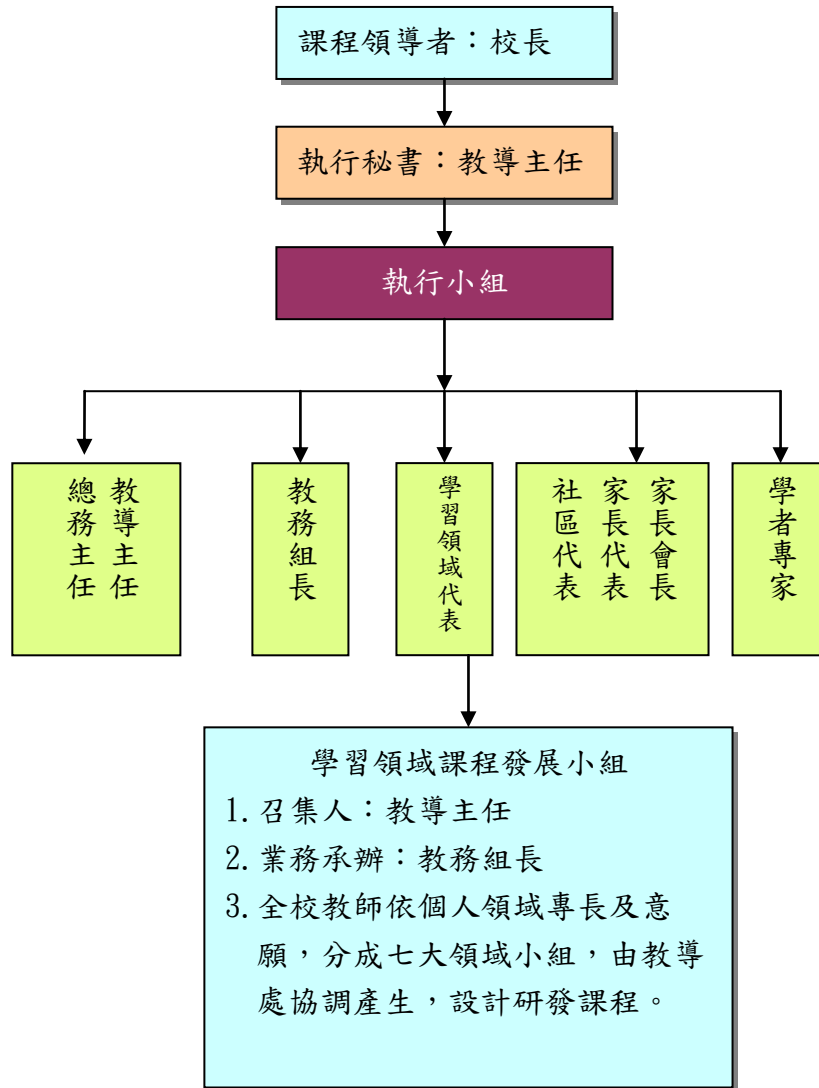 課程領導者：校長
執行秘書：教導主任
執行小組
教導主任
總務主任
教務組長
學習領域代表
家長會長
家長代表
社區代表
學者專家
學習領域課程發展小組
1. 召集人：教導主任
2. 業務承辦：教務組長
3. 全校教師依個人領域專長及意
願，分成七大領域小組，由教導
處協調產生，設計研發課程。